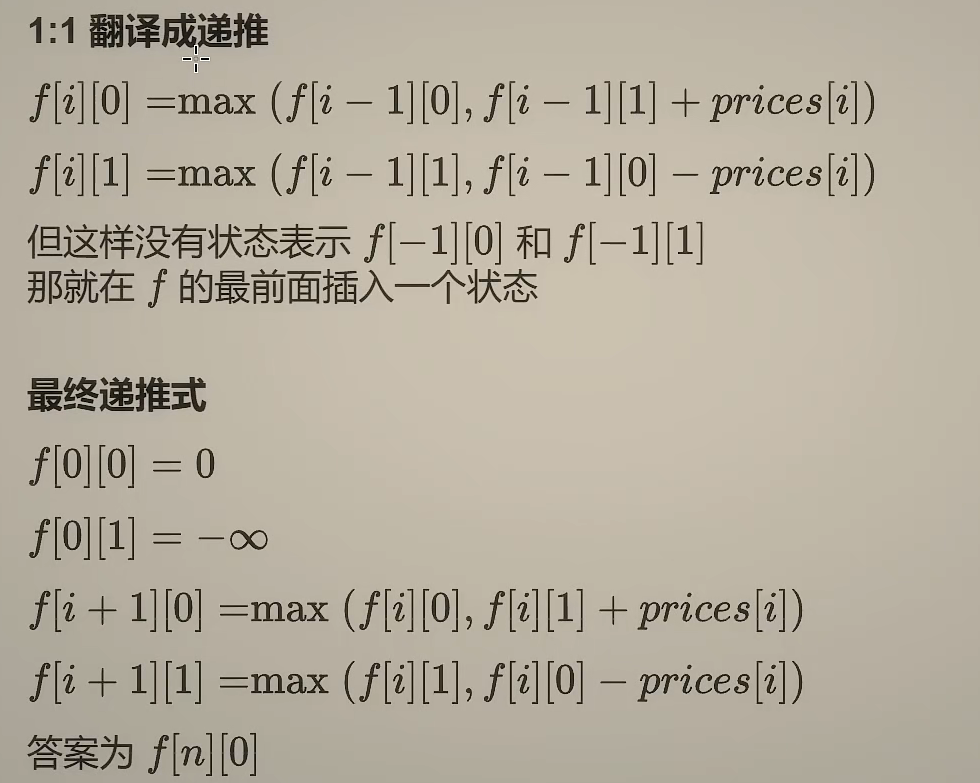 1:1 翻译成递推
f[i][0] =max (f[i − 1][0], f[i − 1][1] + prices[i])
f[i][1] =max (f[i − 1][1], f[i − 1][0] − prices[i])
但这样没有状态表示 f[−1][0] 和 f[−1][1]
那就在 f 的最前面插入一个状态
最终递推式
f[0][0] = 0
f[0][1] = −∞
f[i + 1][0] =max (f[i][0], f[i][1] + prices[i])
f[i + 1][1] =max (f[i][1], f[i][0] − prices[i])
答案为 f[n][0]